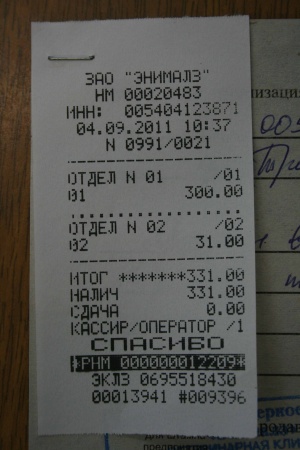 ЗАО "ЭНИМАЛЗ"
НМ 00020483
ИНН: 005404123871
04.09.2011 10:37
N 0991/0021
ОТДЕЛ N 01 /01
01 300.00
ОТДЕЛ N 02 /02
02 31.00
ИТОГ *******331.00
НАЛИЧ 331.00
СДАЧА 0.00
КАССИР/ОПЕРАТОР /1
СПАСИБО
*РНМ 000000012209*
ЭКЛЗ 0695518430
00013941 #009396